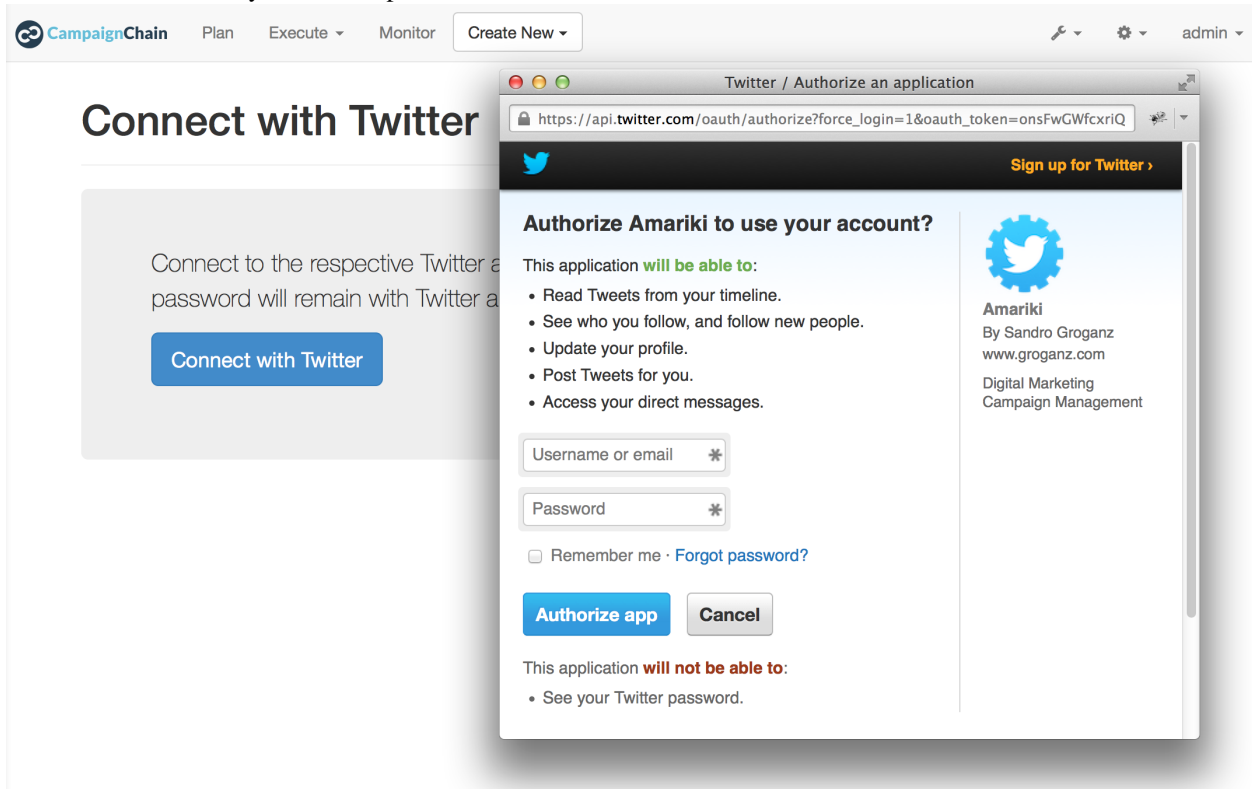 CampaignChain Plan Execute Monitor Create New admin
Connect with Twitter
Connect to the respective Twitter a
password will remain with Twitter a
Connect with Twitter
Twitter / Authorize an application
https://api.twitter.com/oauth/authorize?force_login=1&oauth_token=onsFwGWfcxriQ
Sign up for Twitter ›
Authorize Amariki to use your account?
This application will be able to:
• Read Tweets from your timeline.
• See who you follow, and follow new people.
• Update your profile.
• Post Tweets for you.
• Access your direct messages.
Username or email
Password
Remember me · Forgot password?
Authorize app Cancel
This application will not be able to:
• See your Twitter password.
Amariki
By Sandro Groganz
www.groganz.com
Digital Marketing
Campaign Management